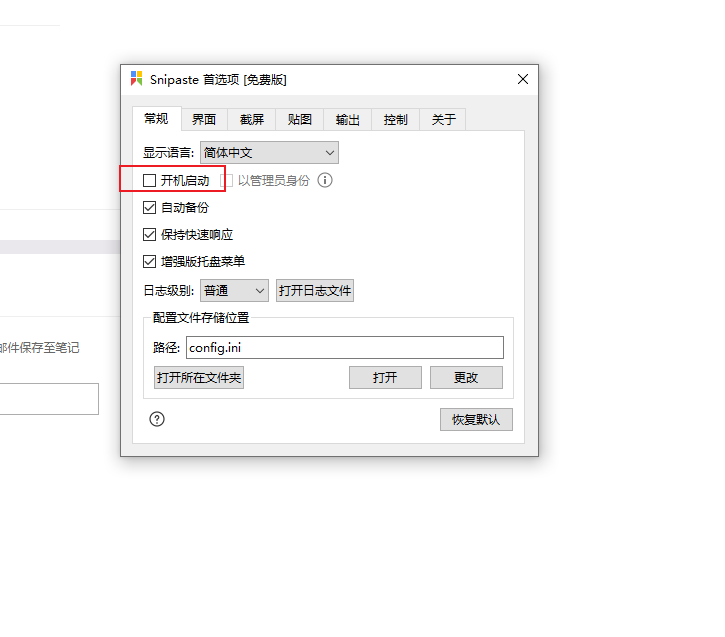 Snipaste 首选项 [免费版]
常规 界面 截屏 贴图 输出 控制 关于
显示语言: 简体中文
开机启动 以管理员身份
自动备份
保持快速响应
增强版托盘菜单
日志级别: 普通 打开日志文件
配置文件存储位置
邮件保存至笔记
路径: config.ini
打开所在文件夹 打开 更改
恢复默认